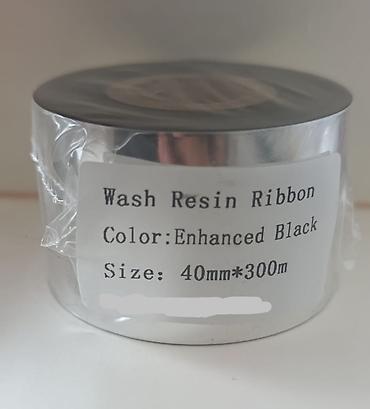 Wash Resin Ribbon
Color:Enhanced Black
Size: 40mm*300m